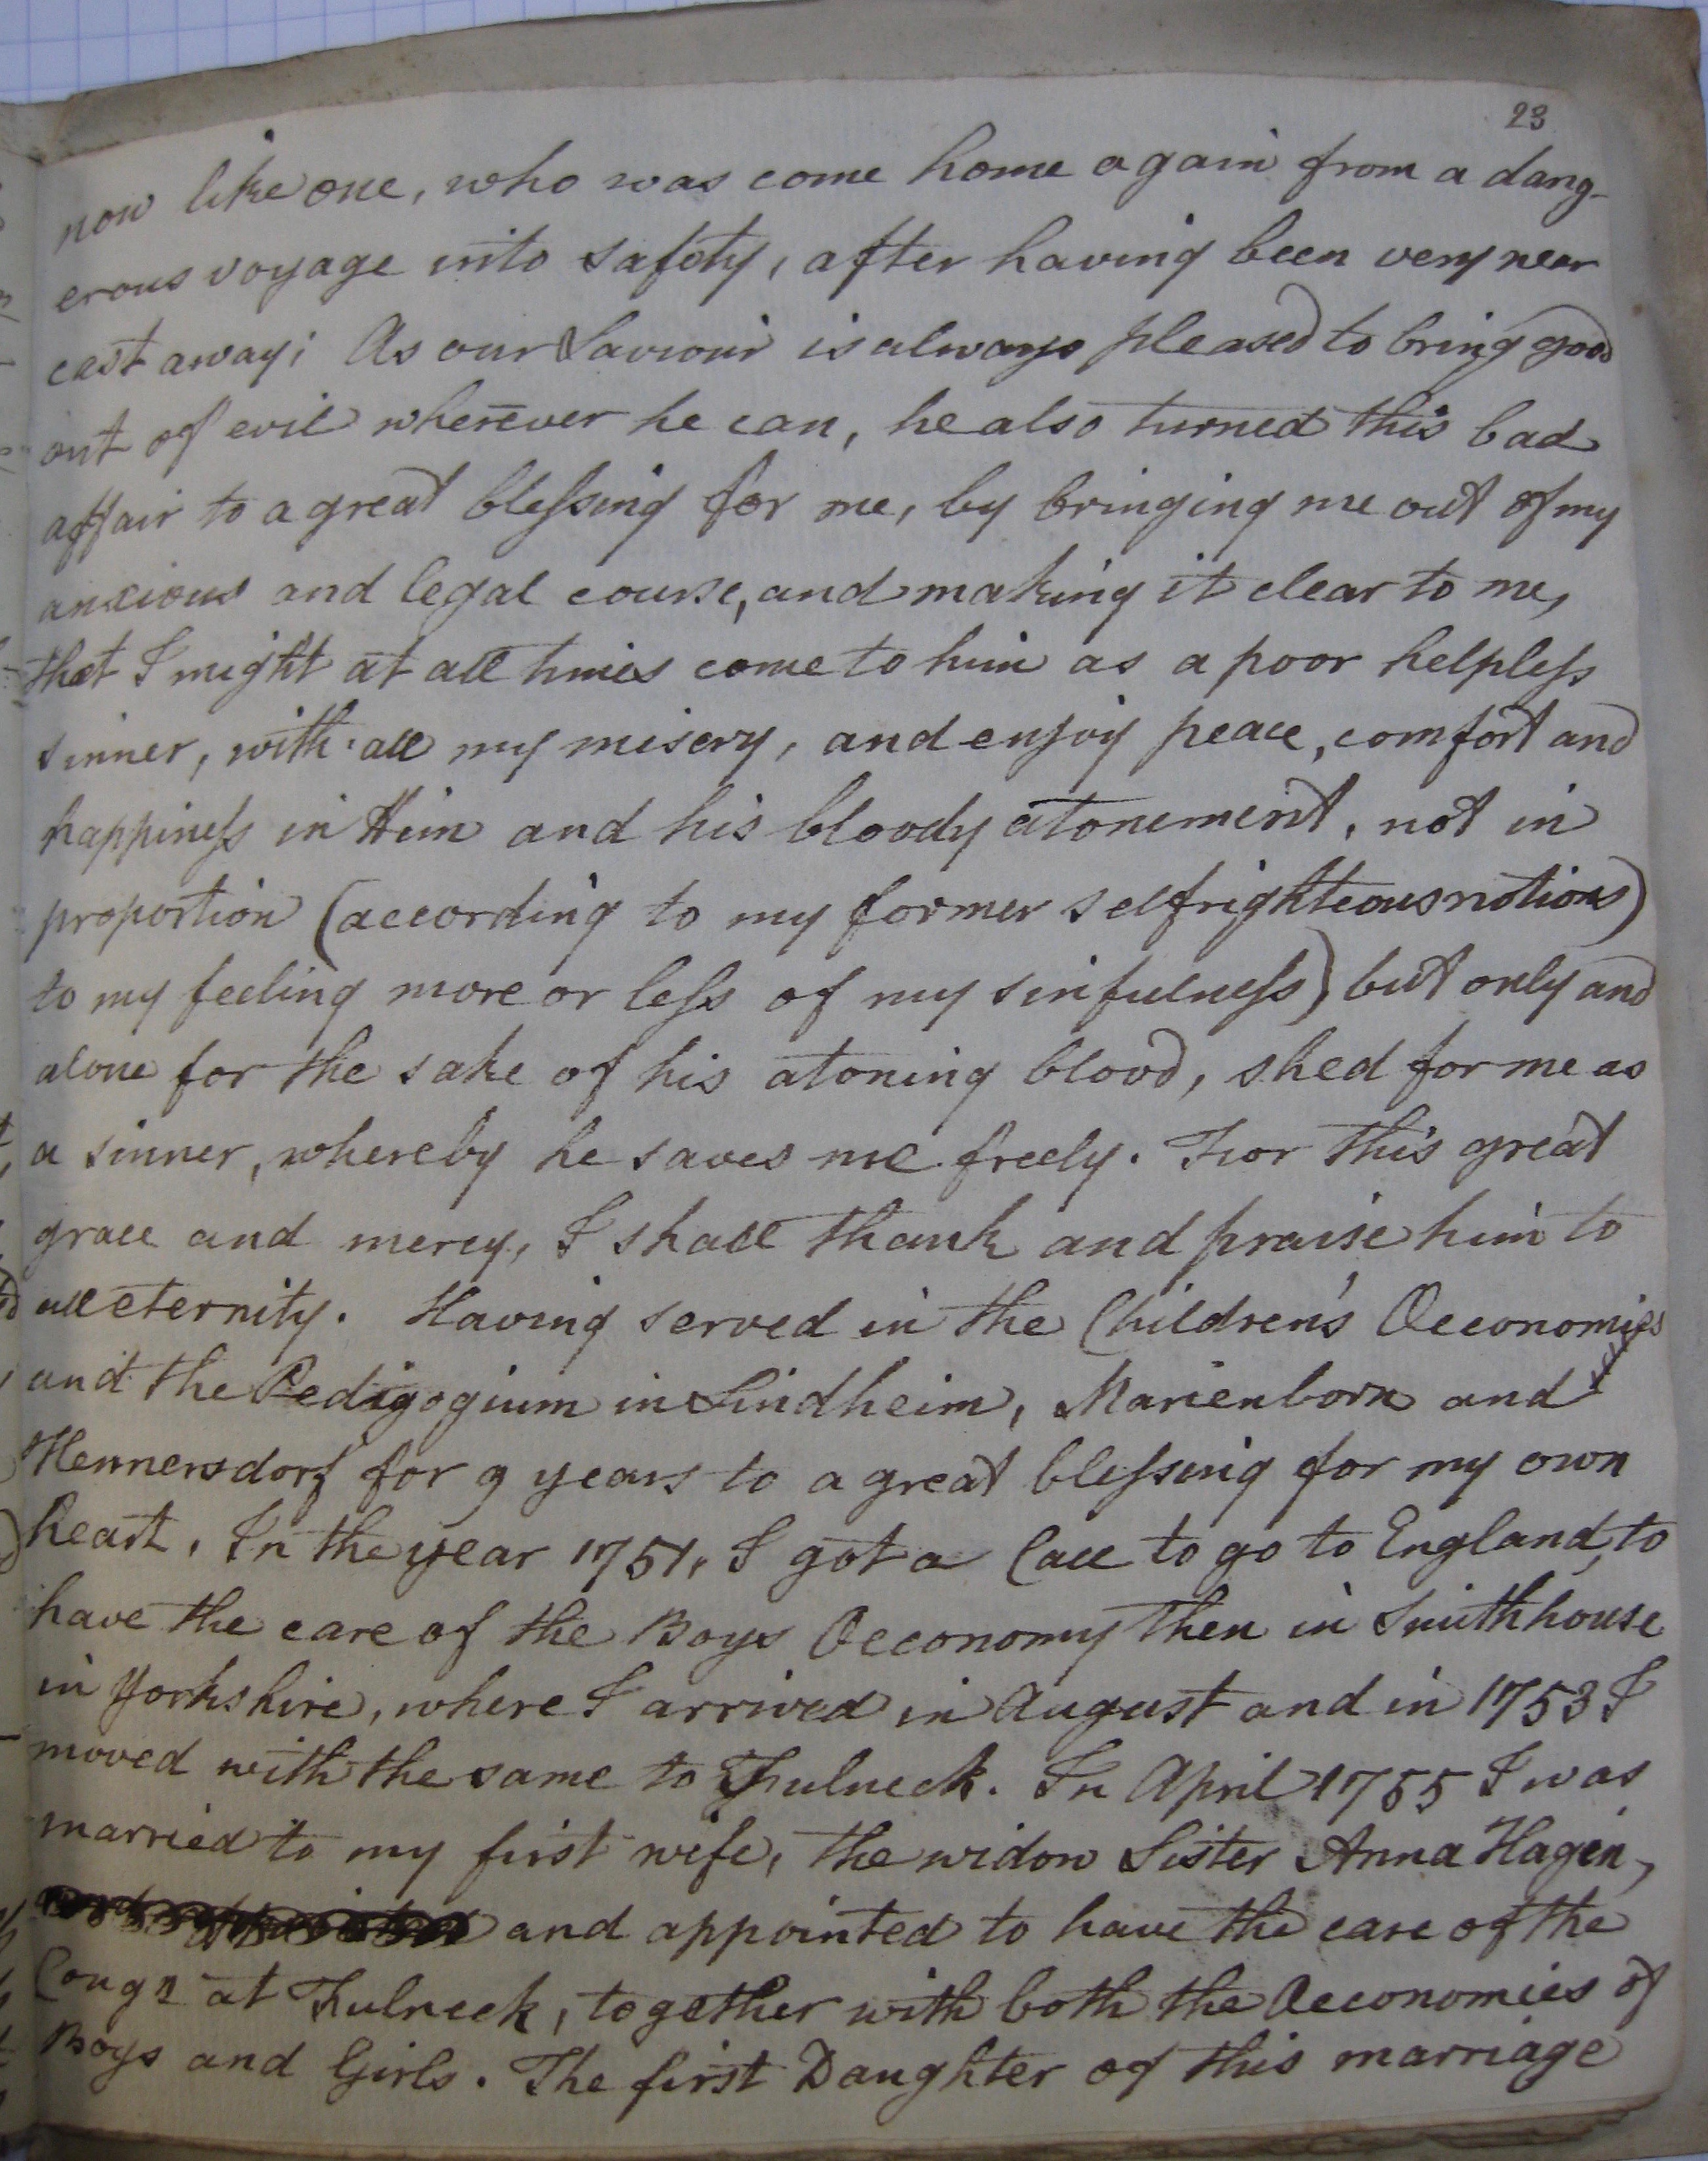 23
now like one, who was come home again from a dang-
erous voyage into safety, after having been very near
cast away; As our Saviour is always pleased to bring good
out of evil wherever he can, he also turned this bad
affair to a great blessing for me, by bringing me out of my
anxious and legal course, and making it clear to me,
that I might at all times come to him as a poor helpless
sinner, with all my misery, and enjoy peace, comfort and
happiness in Him and his bloody atonement, not in
proportion (according to my former selfrighteous notions)
to my feeling more or less of my sinfulness) but only and
alone for the sake of his atoning blood, shed for me as
a sinner, whereby he saves me freely. For this great
grace and mercy, I shall thank and praise him to
all eternity. Having served in the Children's Oeconomies
and the Pedigogium in Lindheim, Marienborn and
Hennersdorf for 9 years to a great blessing for my own
heart. In the year 1751, I got a Call to go to England, to
have the care of the Boys Oeconomy then in Smithhouse
in Yorkshire, where I arrived in August and in 1753 I
moved with the same to Fulneck. In April 1755 I was
married to my first wife, the widow Sister Anna Hagen,
and appointed to have the care of the
Congn at Fulneck, together with both the Oeconomies of
Boys and Girls. The first Daughter of this marriage